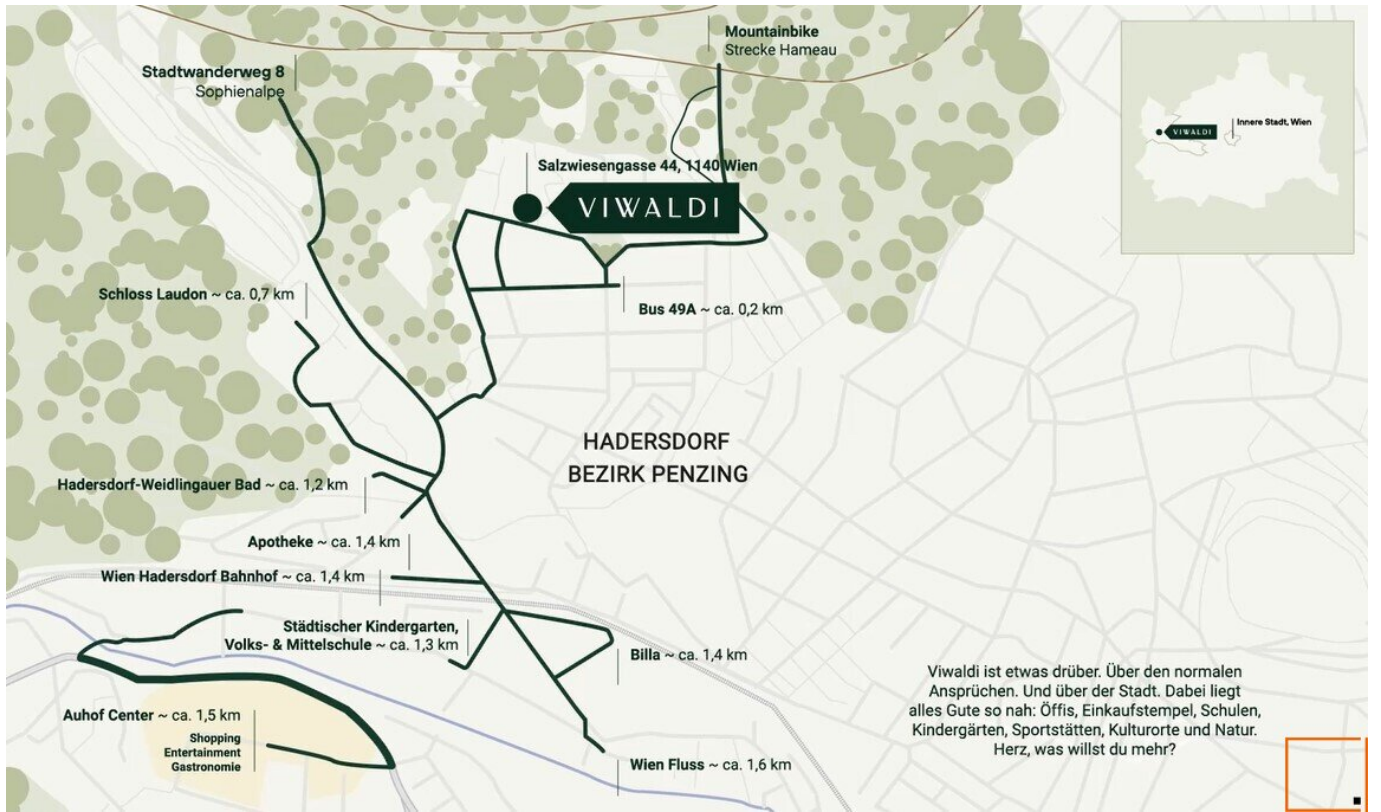 Mountainbike
Strecke Hameau
Stadtwanderweg 8
Sophienalpe
Innere Stadt, Wien
VIWALDI
Salzwiesengasse 44, 1140 Wien
VIWALDI
Schloss Laudon ~ ca. 0,7 km
Bus 49A ~ ca. 0,2 km
HADERSDORF
BEZIRK PENZING
Hadersdorf-Weidlingauer Bad ~ ca. 1,2 km
Apotheke ~ ca. 1,4 km
Wien Hadersdorf Bahnhof ~ ca. 1,4 km
Städtischer Kindergarten,
Volks- & Mittelschule ~ ca. 1,3 km
Billa ~ ca. 1,4 km
Auhof Center ~ ca. 1,5 km
Shopping
Entertainment
Gastronomie
Wien Fluss ~ ca. 1,6 km
Viwaldi ist etwas drüber. Über den normalen
Ansprüchen. Und über der Stadt. Dabei liegt
alles Gute so nah: Öffis, Einkaufstempel, Schulen,
Kindergärten, Sportstätten, Kulturorte und Natur.
Herz, was willst du mehr?